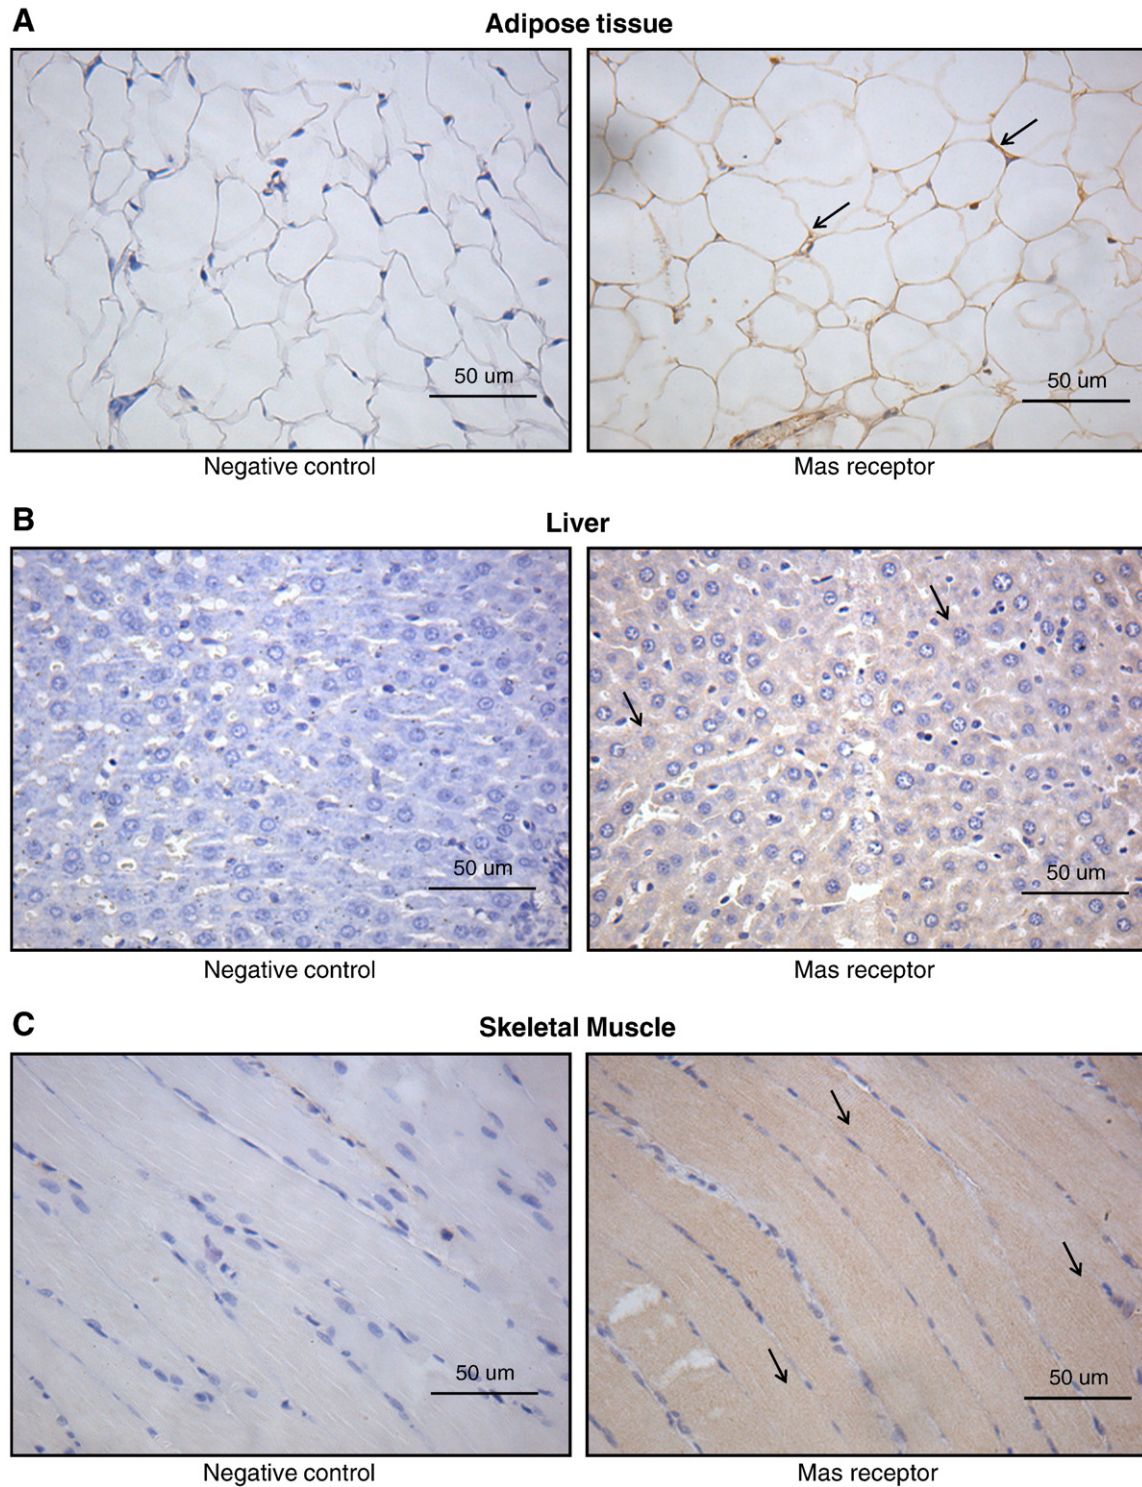 A
Adipose tissue
50 um
50 um
Negative control
Mas receptor
B
Liver
50 um
50 um
Negative control
Mas receptor
C
Skeletal Muscle
50 um
50 um
Negative control
Mas receptor